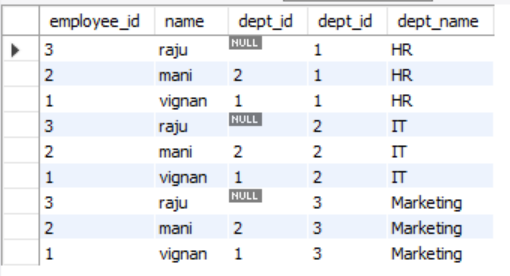 employee_id name dept_id dept_id dept_name
3 raju NULL 1 HR
2 mani 2 1 HR
1 vignan 1 1 HR
3 raju NULL 2 IT
2 mani 2 2 IT
1 vignan 1 2 IT
3 raju NULL 3 Marketing
2 mani 2 3 Marketing
1 vignan 1 3 Marketing